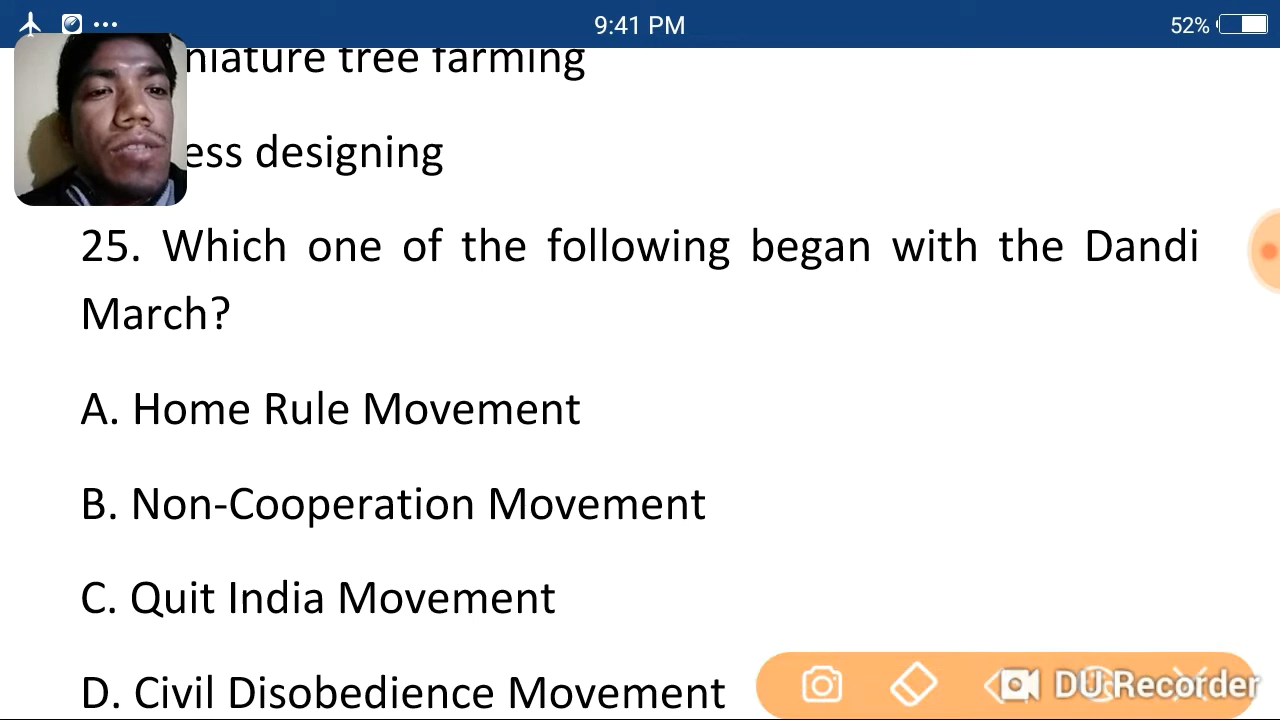 9:41 PM
52%
niature tree farming
ess designing
25. Which one of the following began with the Dandi
March?
A. Home Rule Movement
B. Non-Cooperation Movement
C. Quit India Movement
D. Civil Disobedience Movement
DU Recorder